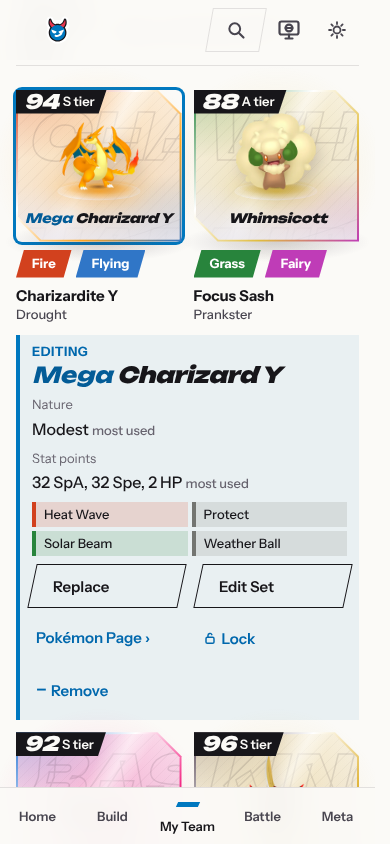 94 S tier
88 A tier
Mega Charizard Y
Whimsicott
Fire Flying
Grass Fairy
Charizardite Y
Drought
Focus Sash
Prankster
EDITING
Mega Charizard Y
Nature
Modest most used
Stat points
32 SpA, 32 Spe, 2 HP most used
Heat Wave
Protect
Solar Beam
Weather Ball
Replace
Edit Set
Pokémon Page ›
Lock
− Remove
92 S tier
96 S tier
Home
Build
My Team
Battle
Meta